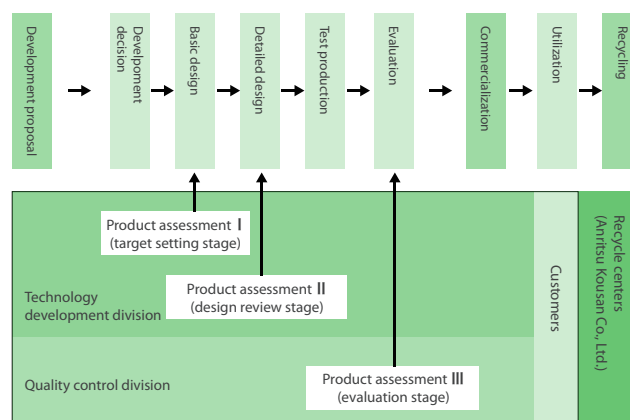 Development proposal
Develpoment
decision
Basic design
Detailed design
Test production
Evaluation
Commercialization
Utilization
Recycling
Product assessment I
(target setting stage)
Product assessment II
(design review stage)
Technology
development division
Product assessment III
(evaluation stage)
Quality control division
Customers
Recycle centers
(Anritsu Kousan Co., Ltd.)